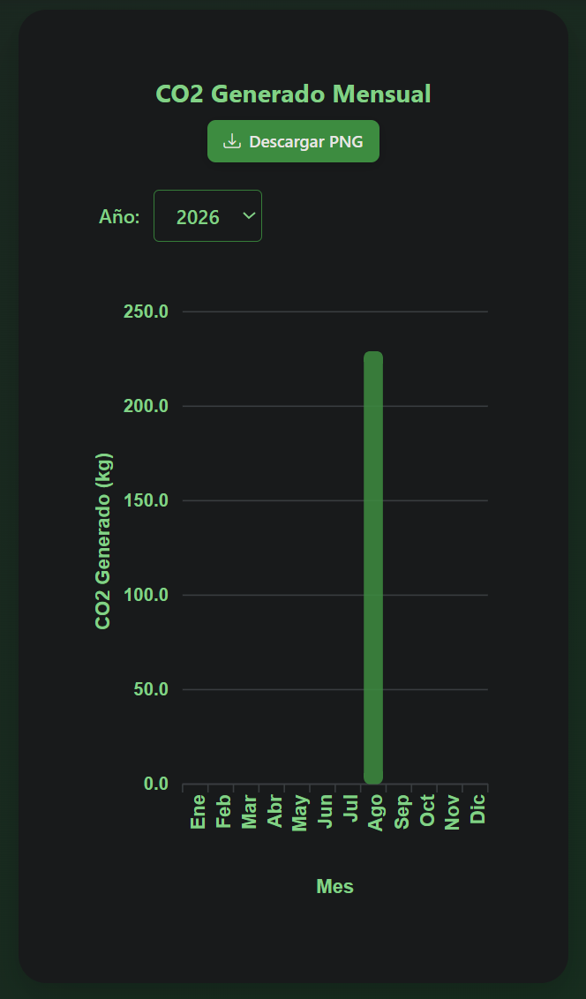 CO2 Generado Mensual
Descargar PNG
Año: 2026
250.0
200.0
150.0
100.0
50.0
0.0
CO2 Generado (kg)
Ene Feb Mar Abr May Jun Jul Ago Sep Oct Nov Dic
Mes